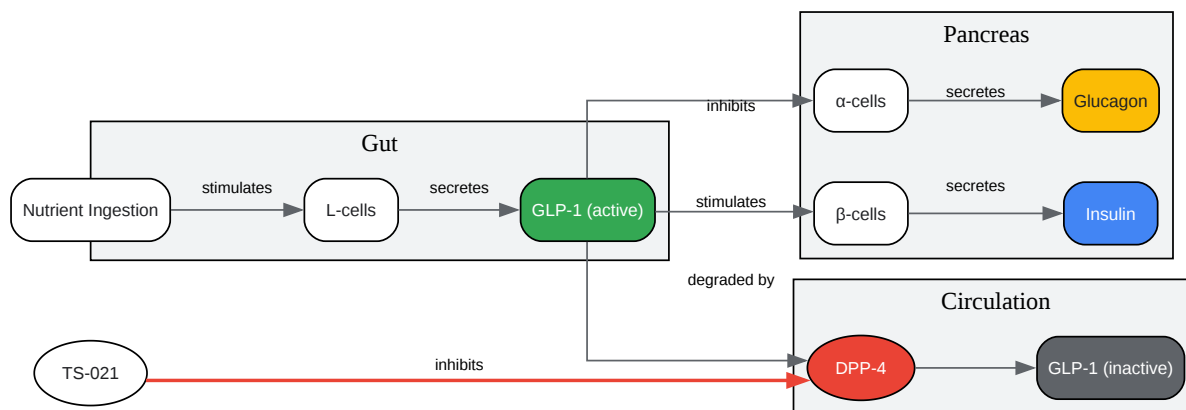 Pancreas
α-cells
secretes
Glucagon
inhibits
Gut
Nutrient Ingestion
stimulates
L-cells
secretes
GLP-1 (active)
stimulates
β-cells
secretes
Insulin
degraded by
Circulation
TS-021
inhibits
DPP-4
GLP-1 (inactive)